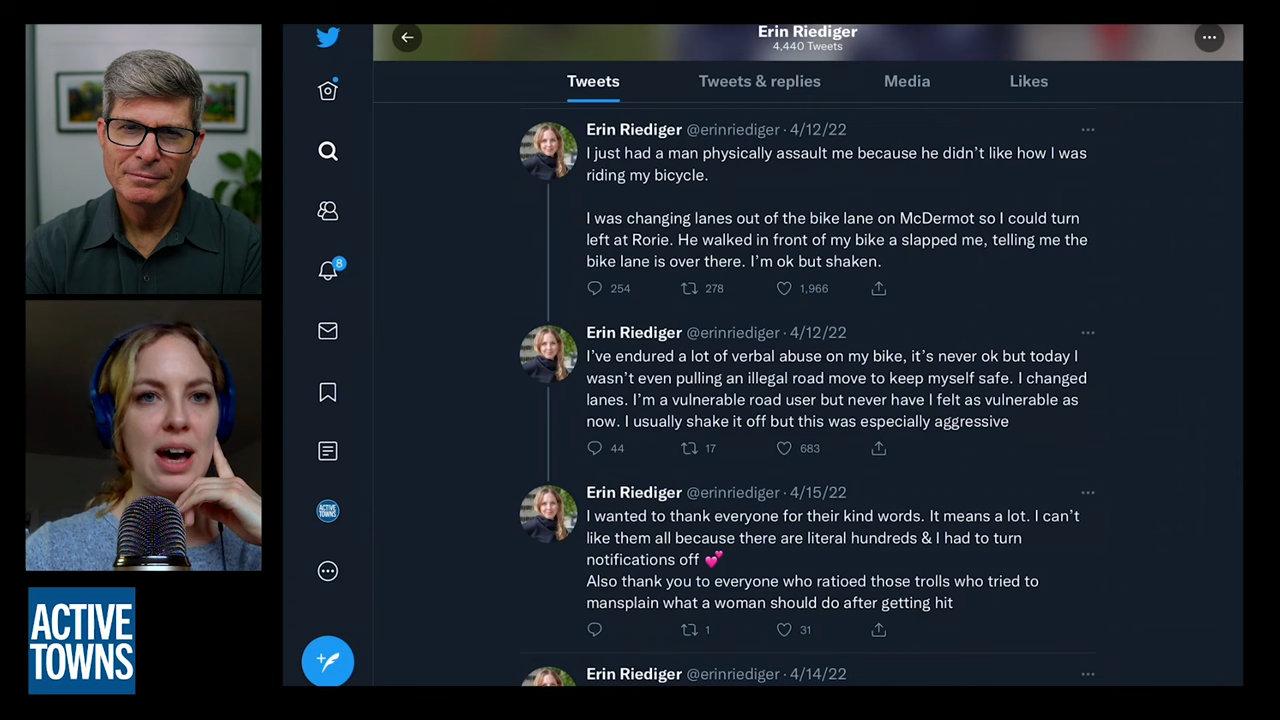 Erin Riediger
4,440 Tweets
Tweets
Tweets & replies
Media
Likes
Erin Riediger @erinriediger · 4/12/22
I just had a man physically assault me because he didn't like how I was
riding my bicycle.
I was changing lanes out of the bike lane on McDermot so I could turn
left at Rorie. He walked in front of my bike a slapped me, telling me the
bike lane is over there. I'm ok but shaken.
254
278
1,966
Erin Riediger @erinriediger · 4/12/22
I've endured a lot of verbal abuse on my bike, it's never ok but today I
wasn't even pulling an illegal road move to keep myself safe. I changed
lanes. I'm a vulnerable road user but never have I felt as vulnerable as
now. I usually shake it off but this was especially aggressive
44
17
683
Erin Riediger @erinriediger · 4/15/22
I wanted to thank everyone for their kind words. It means a lot. I can't
like them all because there are literal hundreds & I had to turn
notifications off 💕
Also thank you to everyone who ratioed those trolls who tried to
mansplain what a woman should do after getting hit
1
31
Erin Riediger @erinriediger · 4/14/22
8
ACTIVE
TOWNS
ACTIVE
TOWNS